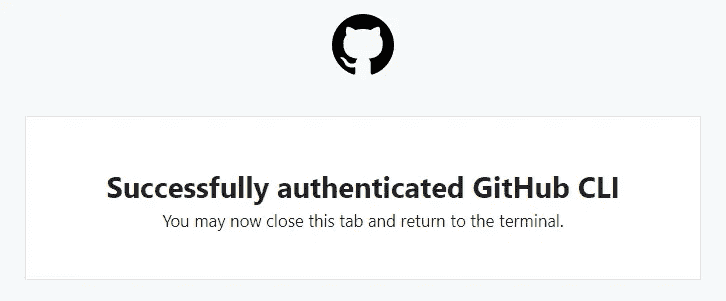 Successfully authenticated GitHub CLI
You may now close this tab and return to the terminal.